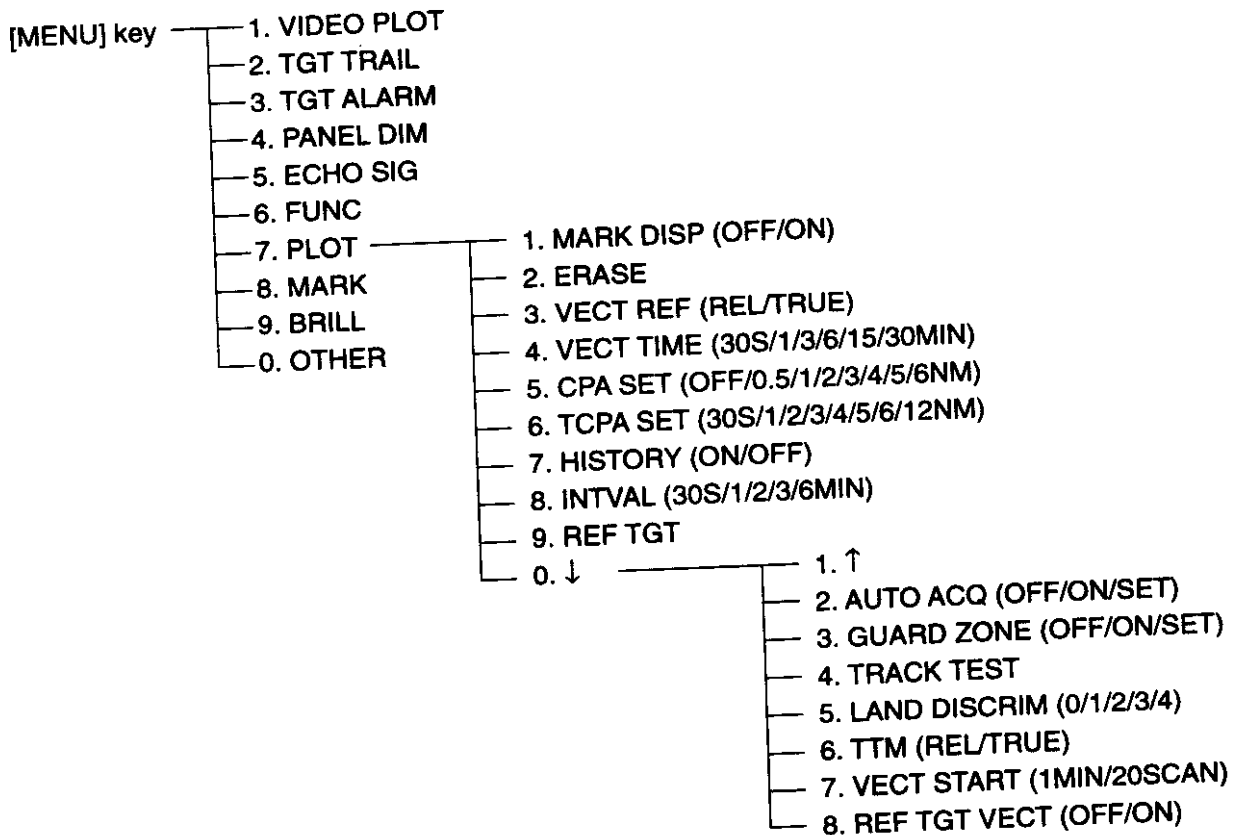 [MENU] key
1. VIDEO PLOT
2. TGT TRAIL
3. TGT ALARM
4. PANEL DIM
5. ECHO SIG
6. FUNC
7. PLOT
8. MARK
9. BRILL
0. OTHER
1. MARK DISP (OFF/ON)
2. ERASE
3. VECT REF (REL/TRUE)
4. VECT TIME (30S/1/3/6/15/30MIN)
5. CPA SET (OFF/0.5/1/2/3/4/5/6NM)
6. TCPA SET (30S/1/2/3/4/5/6/12NM)
7. HISTORY (ON/OFF)
8. INTVAL (30S/1/2/3/6MIN)
9. REF TGT
0. ↓
1. ↑
2. AUTO ACQ (OFF/ON/SET)
3. GUARD ZONE (OFF/ON/SET)
4. TRACK TEST
5. LAND DISCRIM (0/1/2/3/4)
6. TTM (REL/TRUE)
7. VECT START (1MIN/20SCAN)
8. REF TGT VECT (OFF/ON)